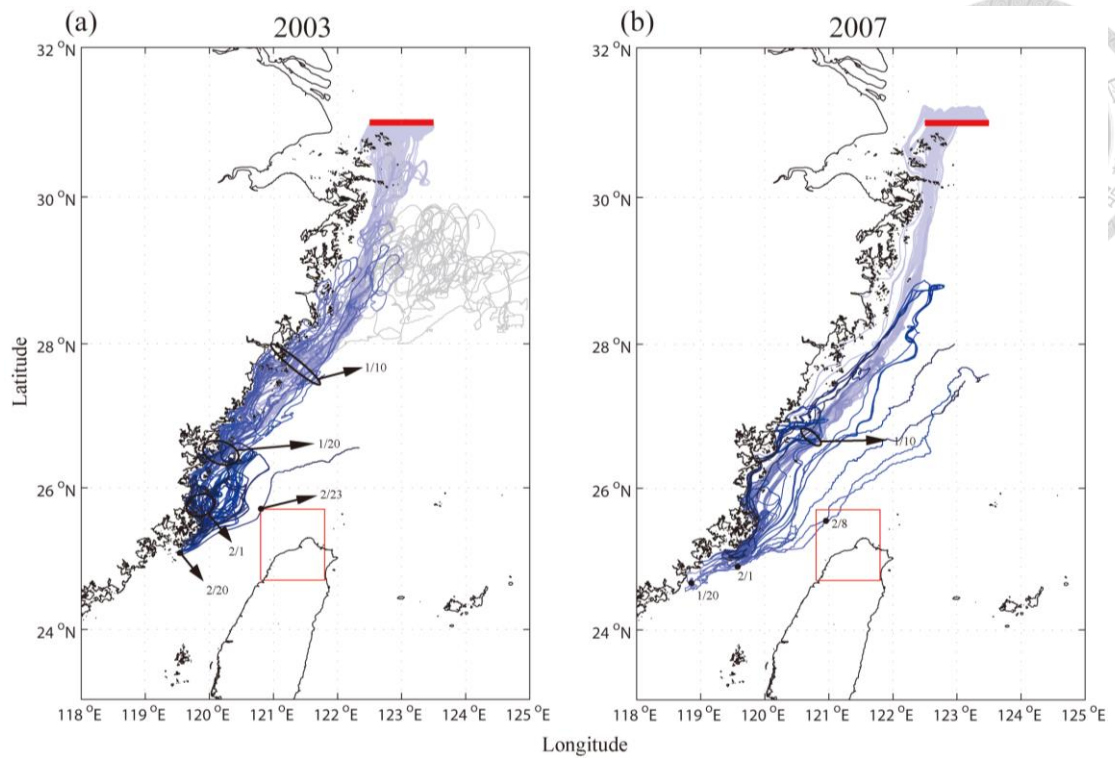 (a) 2003
(b) 2007
32 °N
30 °N
28 °N
26 °N
24 °N
Latitude
1/10
1/20
2/23
2/1
2/20
118 °E 119 °E 120 °E 121 °E 122 °E 123 °E 124 °E 125 °E
32 °N
30 °N
28 °N
26 °N
24 °N
1/10
2/8
2/1
1/20
118 °E 119 °E 120 °E 121 °E 122 °E 123 °E 124 °E 125 °E
Longitude